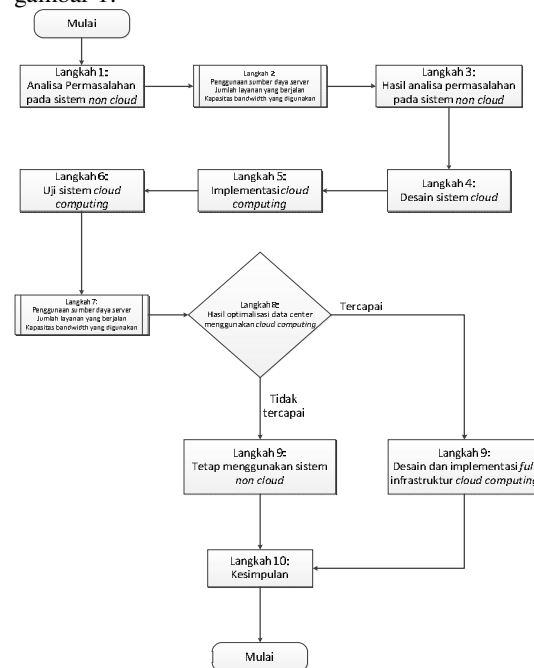 gambar 1.
Mulai
Langkah 1:
Analisa Permasalahan
pada sistem non cloud
Langkah 2
Penggunaan sumber daya server
Jumlah layanan yang berjalan
Kapasitas bandwidth yang digunakan
Langkah 3:
Hasil analisa permasalahan
pada sistem non cloud
Langkah 4:
Desain sistem cloud
Langkah 5:
Implementasi cloud
computing
Langkah 6:
Uji sistem cloud
computing
Langkah 7:
Penggunaan sumber daya server
Jumlah layanan yang berjalan
Kapasitas bandwidth yang digunakan
Langkah 8:
Hasil optimalisasi data center
menggunakan cloud computing
Tercapai
Tidak
tercapai
Langkah 9:
Tetap menggunakan sistem
non cloud
Langkah 9:
Desain dan implementasi ful
infrastruktur cloud computing
Langkah 10:
Kesimpulan
Mulai